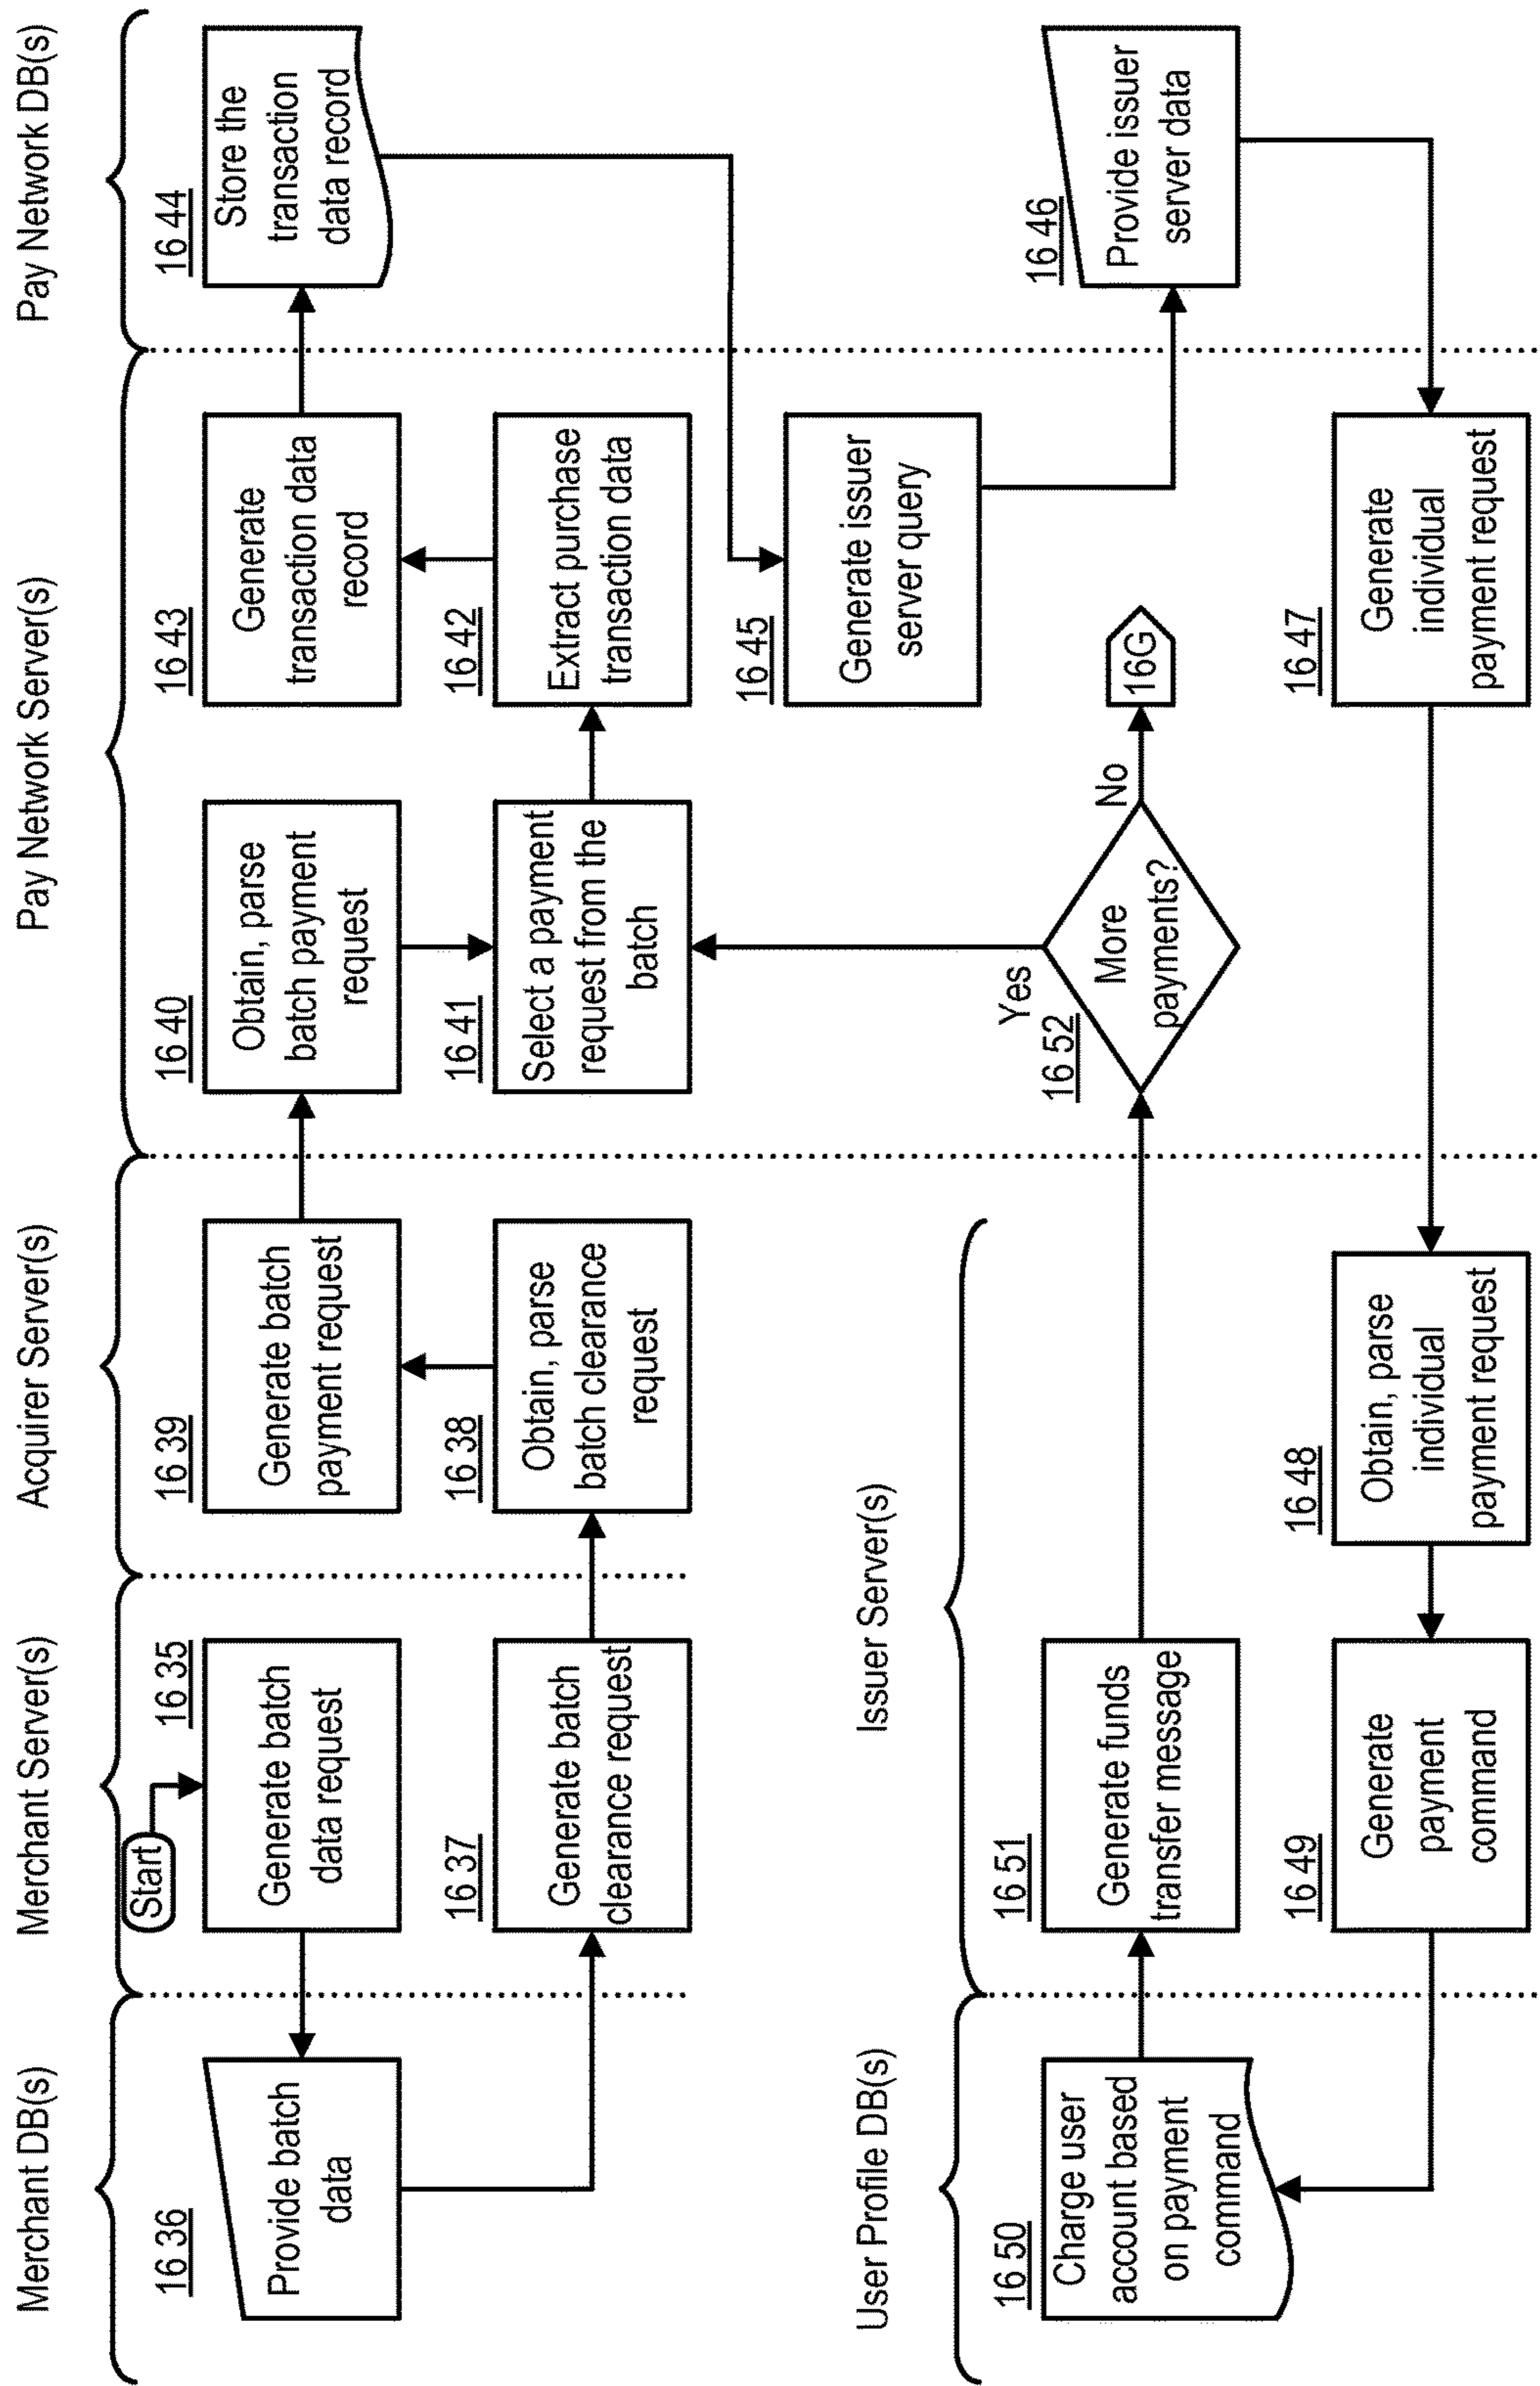 Merchant DB(s)
Merchant Server(s)
Acquirer Server(s)
Pay Network Server(s)
Pay Network DB(s)
Start
16 36
Provide batch
data
16 35
Generate batch
data request
16 39
Generate batch
payment request
16 40
Obtain, parse
batch payment
request
16 43
Generate
transaction data
record
16 44
Store the
transaction
data record
16 37
Generate batch
clearance request
16 38
Obtain, parse
batch clearance
request
16 41
Select a payment
request from the
batch
16 42
Extract purchase
transaction data
16 45
Generate issuer
server query
User Profile DB(s)
Issuer Server(s)
16 50
Charge user
account based
on payment
command
16 51
Generate funds
transfer message
16 52
Yes
More
payments?
No
16G
16 46
Provide issuer
server data
16 49
Generate
payment
command
16 48
Obtain, parse
individual
payment request
16 47
Generate
individual
payment request